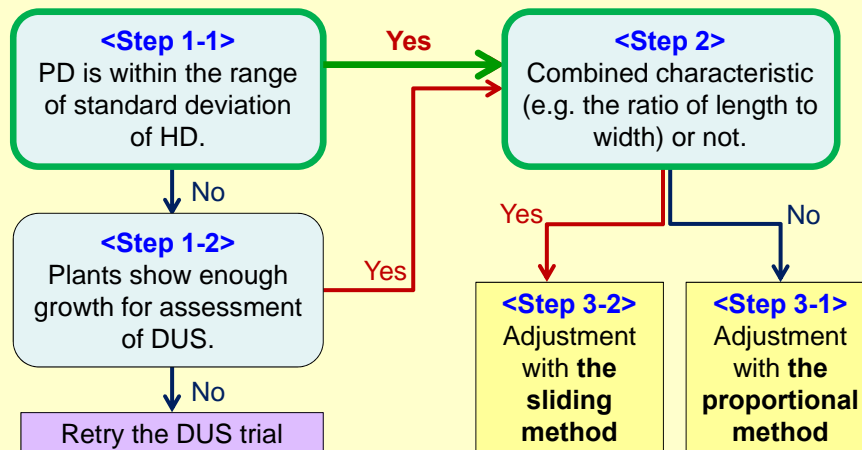 <Step 1-1>
PD is within the range
of standard deviation
of HD.
Yes
<Step 2>
Combined characteristic
(e.g. the ratio of length to
width) or not.
No
<Step 1-2>
Plants show enough
growth for assessment
of DUS.
Yes
Yes
No
<Step 3-2>
Adjustment
with the
sliding
method
<Step 3-1>
Adjustment
with the
proportional
method
No
Retry the DUS trial